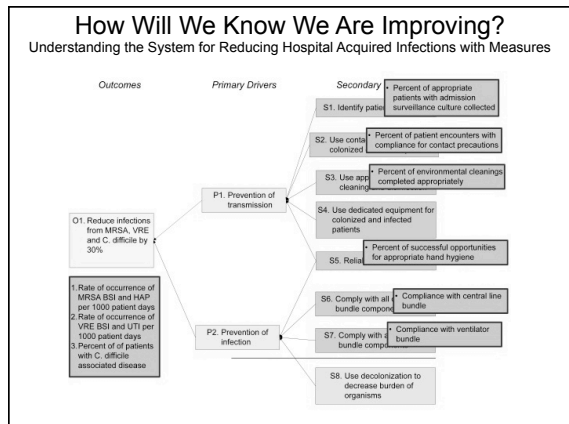 How Will We Know We Are Improving?
Understanding the System for Reducing Hospital Acquired Infections with Measures
Outcomes
Primary Drivers
Secondary
O1. Reduce infections
from MRSA, VRE
and C. difficile by
30%
1. Rate of occurrence of
MRSA BSI and HAP
per 1000 patient days
2. Rate of occurrence of
VRE BSI and UTI per
1000 patient days
3. Percent of of patients
with C. difficile
associated disease
P1. Prevention of
transmission
P2. Prevention of
infection
S1. Identify
• Percent of appropriate
patients with admission
surveillance culture collected
S2. Use
colonized
• Percent of patient encounters with
compliance for contact precautions
S3. Use
cleaning
• Percent of environmental cleanings
completed appropriately
S4. Use dedicated equipment for
colonized and infected
patients
S5.
• Percent of successful opportunities
for appropriate hand hygiene
S6. Comply with all
bundle
• Compliance with central line
bundle
S7. Comply with
bundle
• Compliance with ventilator
bundle
S8. Use decolonization to
decrease burden of
organisms